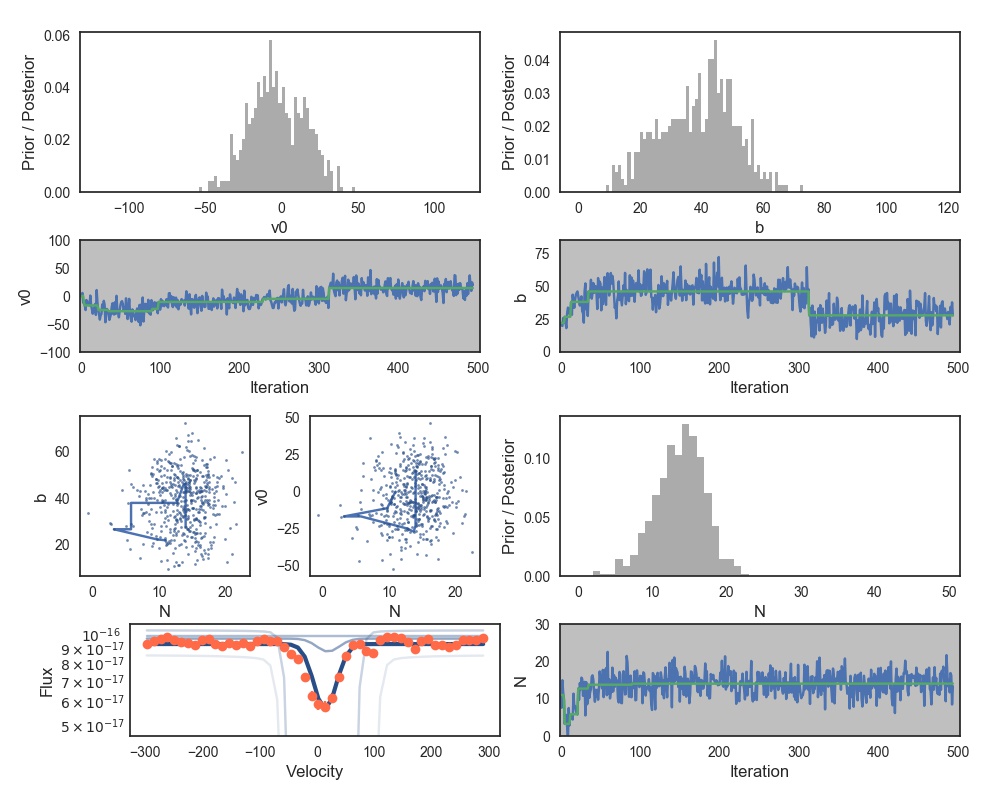 0.06
0.04
0.02
0.00
Prior / Posterior
−100 −50 0 50 100
v0
0.04
0.03
0.02
0.01
0.00
Prior / Posterior
0 20 40 60 80 100 120
b
100
50
0
−50
−100
v0
0 100 200 300 400 500
Iteration
75
50
25
0
b
0 100 200 300 400 500
Iteration
60
40
20
b
0 10 20
N
50
25
0
−25
−50
v0
0 10 20
N
0.10
0.05
0.00
Prior / Posterior
0 10 20 30 40 50
N
10⁻¹⁶
9 × 10⁻¹⁷
8 × 10⁻¹⁷
7 × 10⁻¹⁷
6 × 10⁻¹⁷
5 × 10⁻¹⁷
Flux
−300 −200 −100 0 100 200 300
Velocity
30
20
10
0
N
0 100 200 300 400 500
Iteration